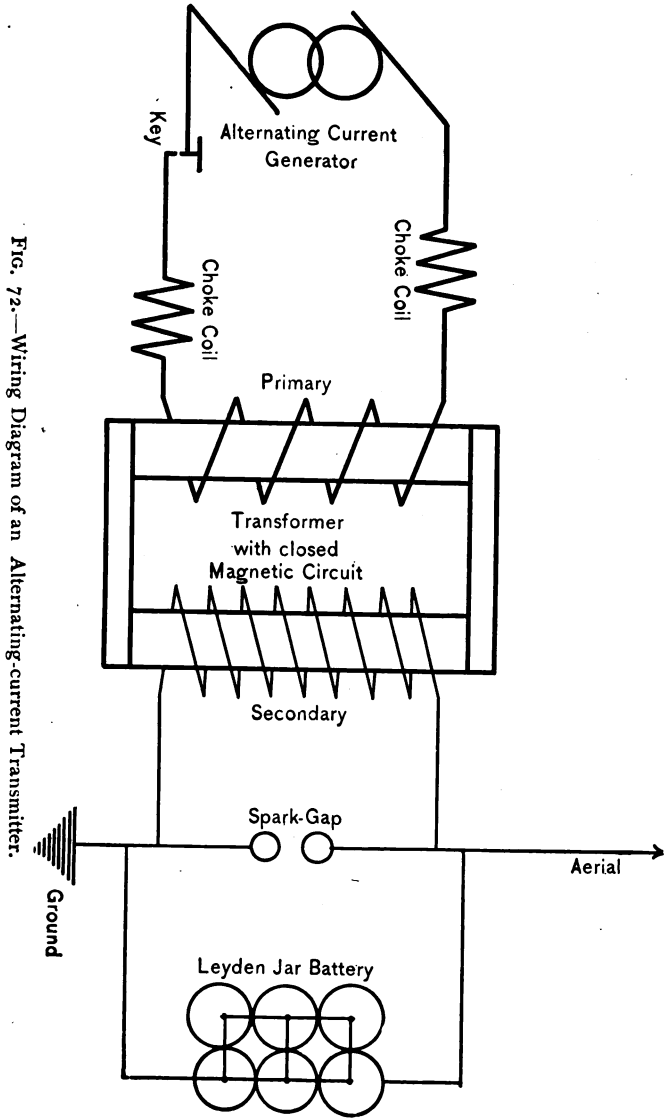 Alternating Current
Generator
Key
Choke Coil
Choke Coil
Primary
Transformer
with closed
Magnetic Circuit
Secondary
Spark-Gap
Aerial
Ground
Leyden Jar Battery
FIG. 72.—Wiring Diagram of an Alternating-current Transmitter.